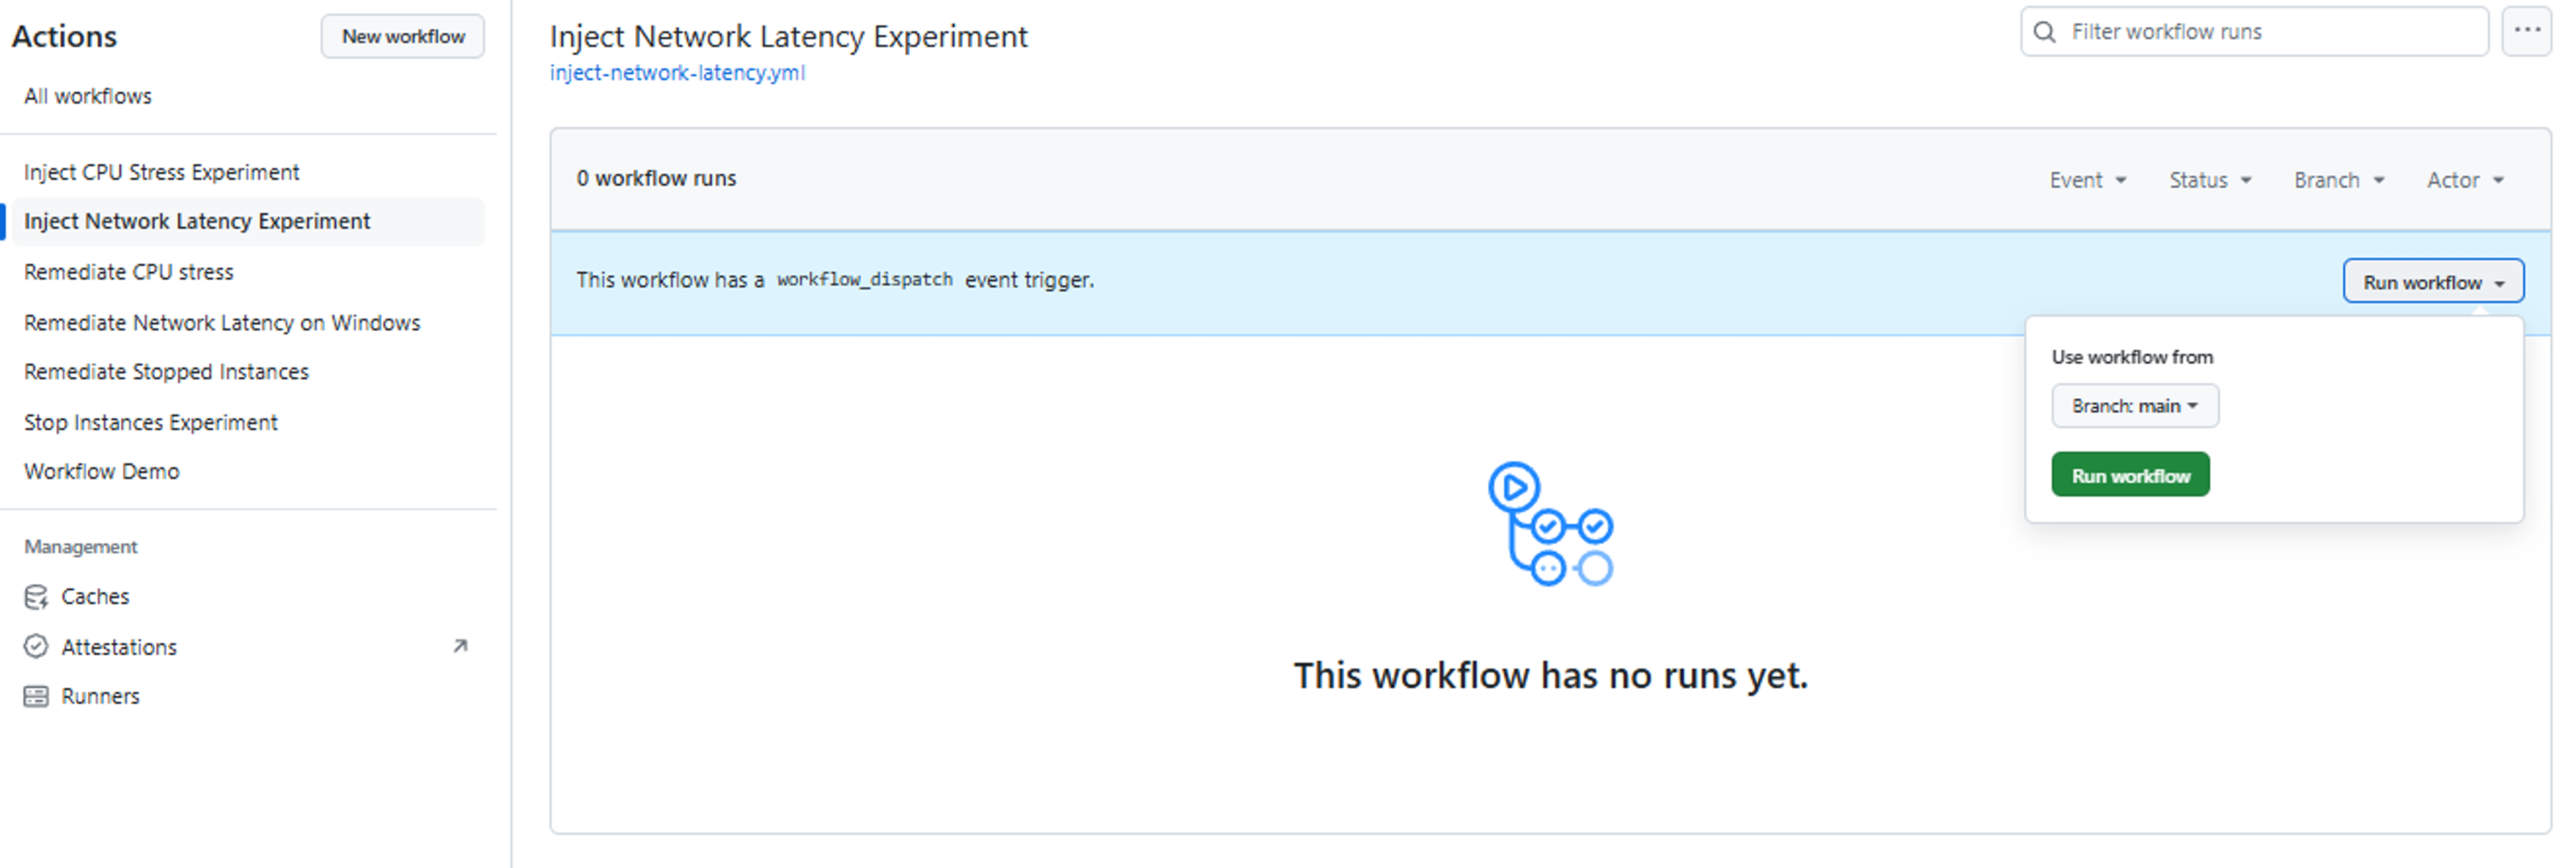 Actions
New workflow
All workflows
Inject CPU Stress Experiment
Inject Network Latency Experiment
Remediate CPU stress
Remediate Network Latency on Windows
Remediate Stopped Instances
Stop Instances Experiment
Workflow Demo
Management
Caches
Attestations
Runners
Inject Network Latency Experiment
inject-network-latency.yml
Filter workflow runs
0 workflow runs
Event Status Branch Actor
This workflow has a workflow_dispatch event trigger.
Run workflow
Use workflow from
Branch: main
Run workflow
This workflow has no runs yet.